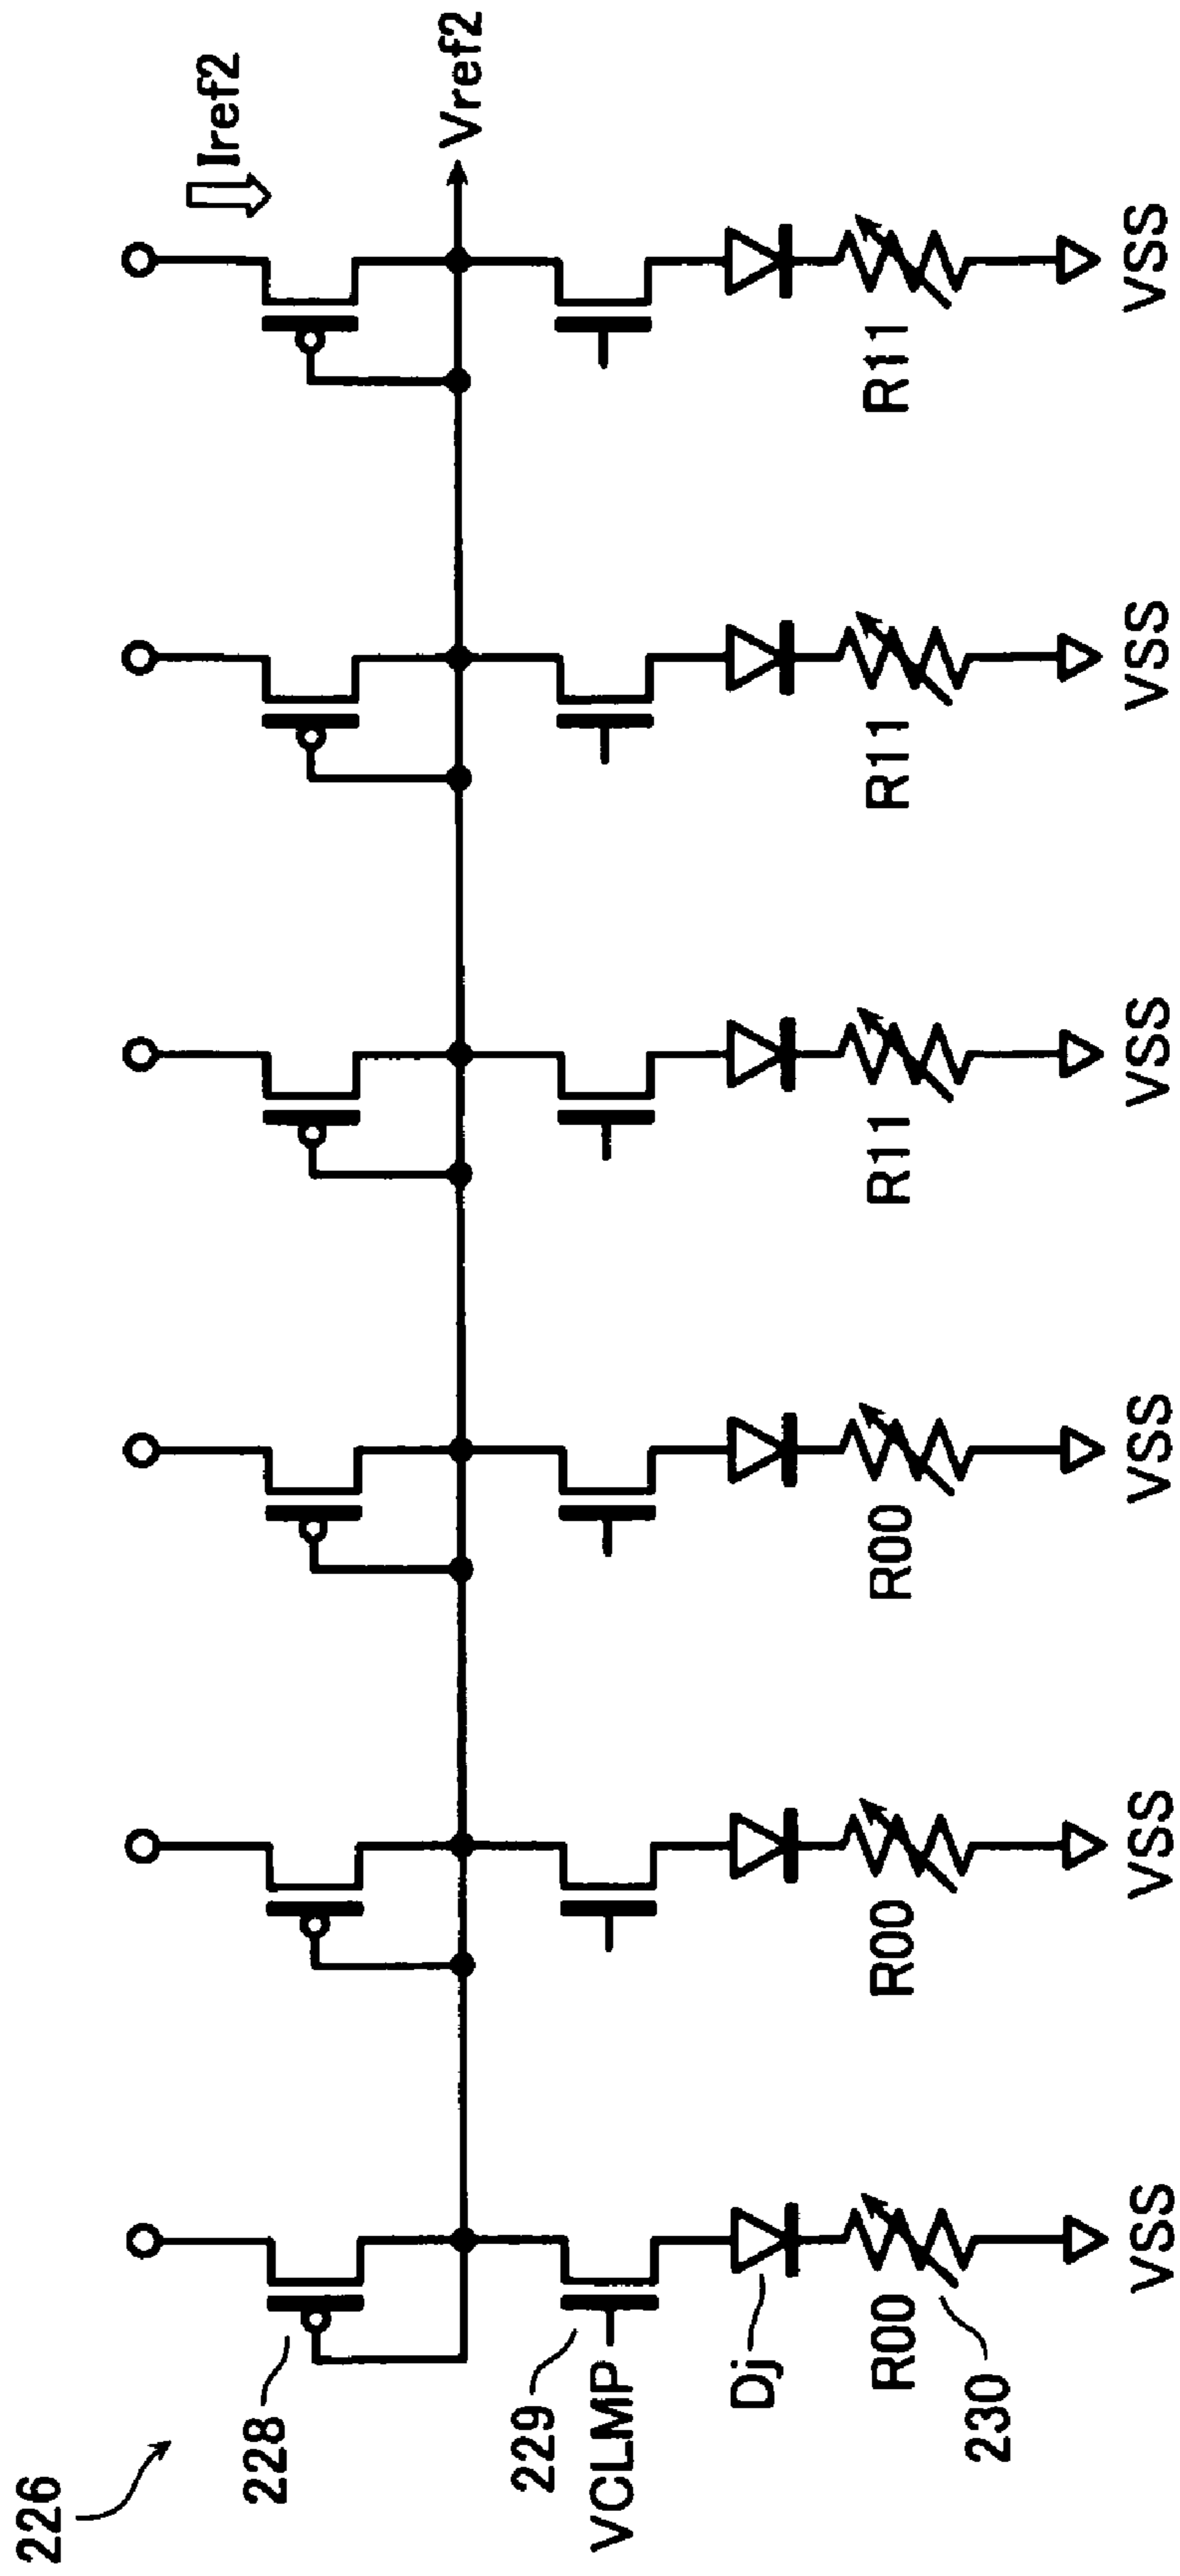 226
Iref2
228
Vref2
229
VCLMP
Dj
R00
R00
R00
R11
R11
R11
230
VSS
VSS
VSS
VSS
VSS
VSS